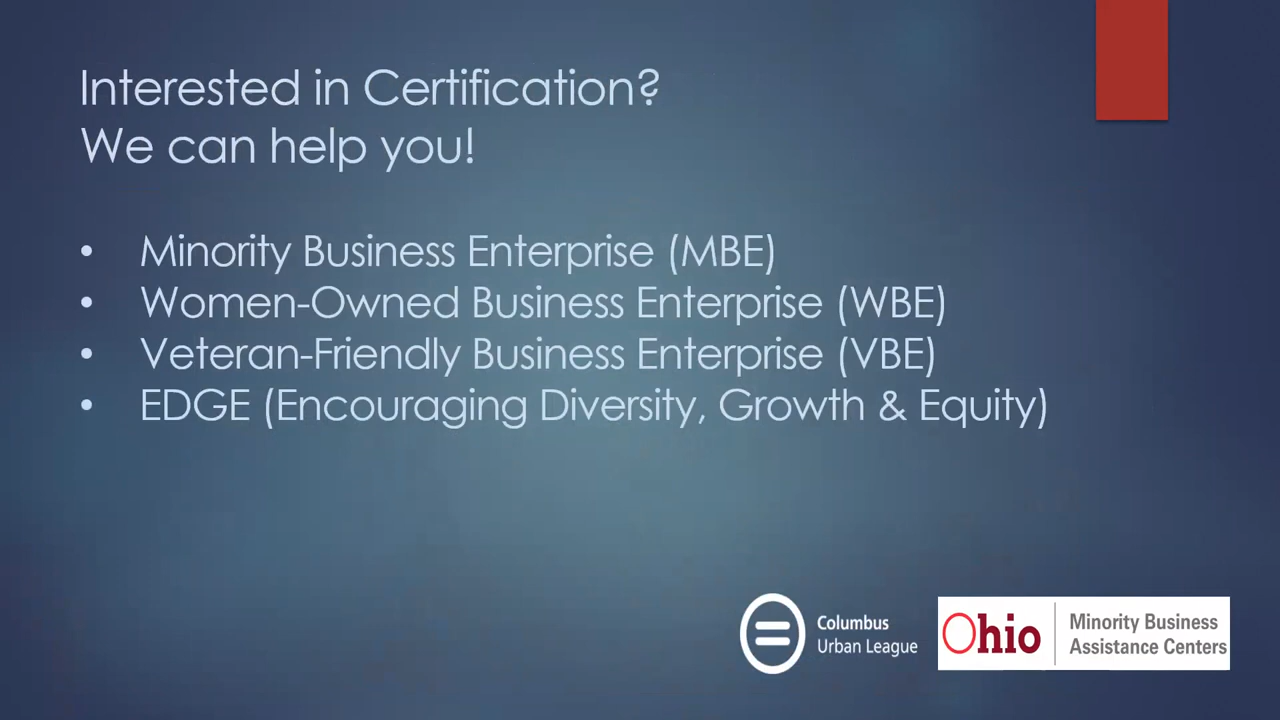 Interested in Certification?
We can help you!
• Minority Business Enterprise (MBE)
• Women-Owned Business Enterprise (WBE)
• Veteran-Friendly Business Enterprise (VBE)
• EDGE (Encouraging Diversity, Growth & Equity)
Columbus
Urban League
Ohio
Minority Business
Assistance Centers